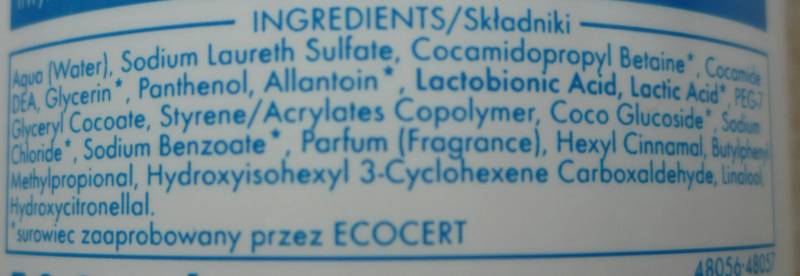 INGREDIENTS/Składniki
Aqua (Water), Sodium Laureth Sulfate, Cocamidopropyl Betaine*, Cocamide
DEA, Glycerin*, Panthenol, Allantoin*, Lactobionic Acid, Lactic Acid*, PEG-7
Glyceryl Cocoate, Styrene/Acrylates Copolymer, Coco Glucoside*, Sodium
Chloride*, Sodium Benzoate*, Parfum (Fragrance), Hexyl Cinnamal, Butylphenyl
Methylpropional, Hydroxyisohexyl 3-Cyclohexene Carboxaldehyde, Linalool,
Hydroxycitronellal.
*surowiec zaaprobowany przez ECOCERT
48056-48057